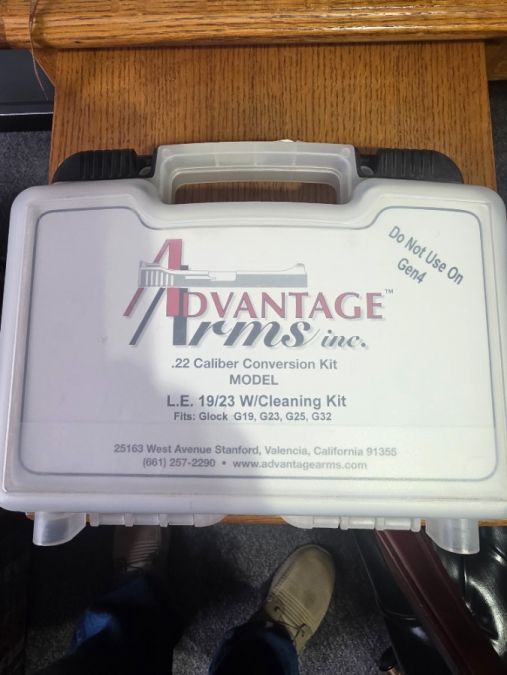 Do Not Use On
Gen4
ADVANTAGE™
Arms inc.
.22 Caliber Conversion Kit
MODEL
L.E. 19/23 W/Cleaning Kit
Fits: Glock G19, G23, G25, G32
25163 West Avenue Stanford, Valencia, California 91355
(661) 257-2290 • www.advantagearms.com